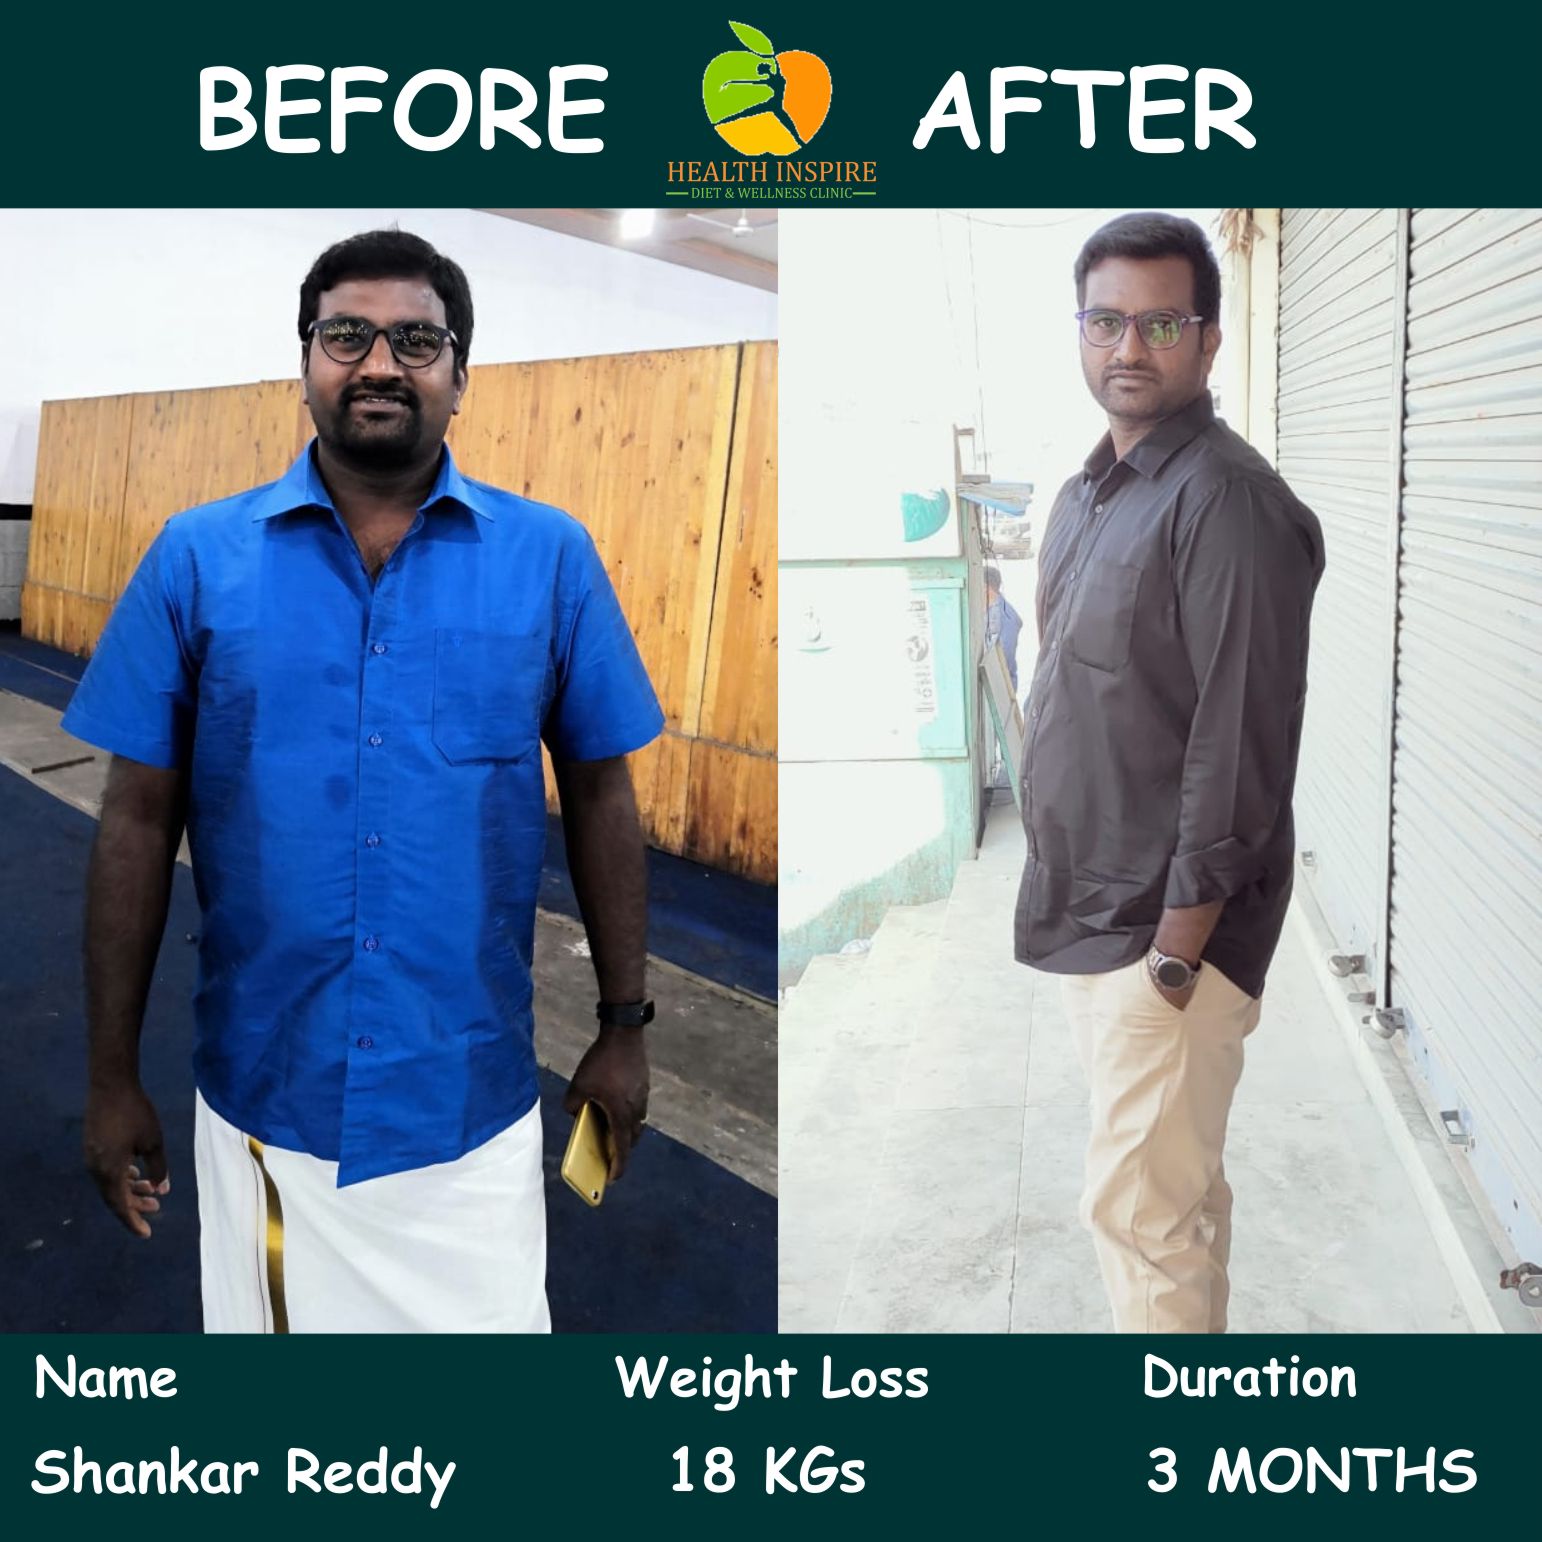 BEFORE
AFTER
HEALTH INSPIRE
DIET & WELLNESS CLINIC
Name
Weight Loss
Duration
Shankar Reddy
18 KGs
3 MONTHS